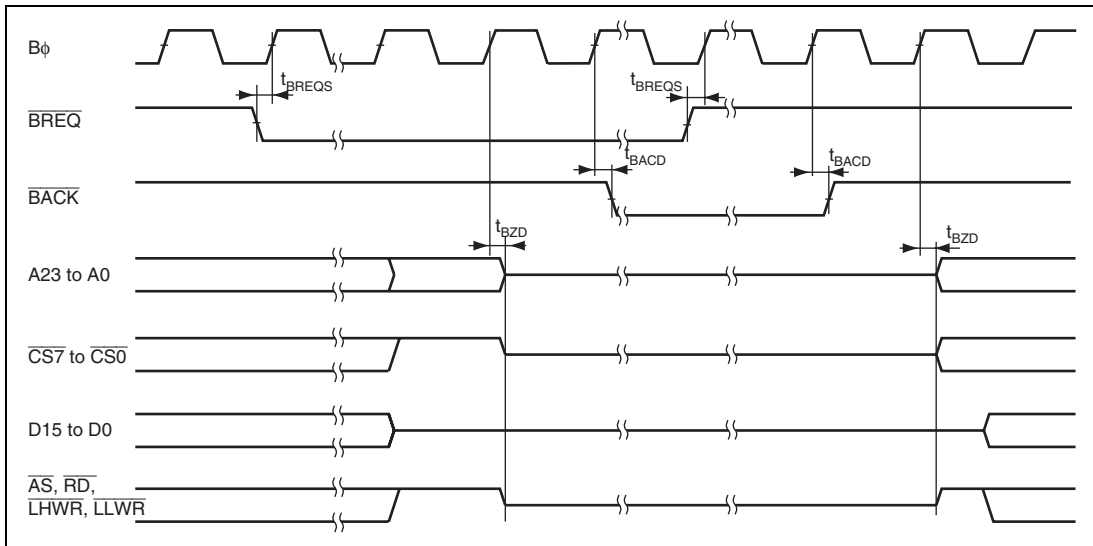 Bφ
tBREQS
tBREQS
BREQ
tBACD
tBACD
BACK
tBZD
tBZD
A23 to A0
CS7 to CS0
D15 to D0
AS, RD,
LHWR, LLWR